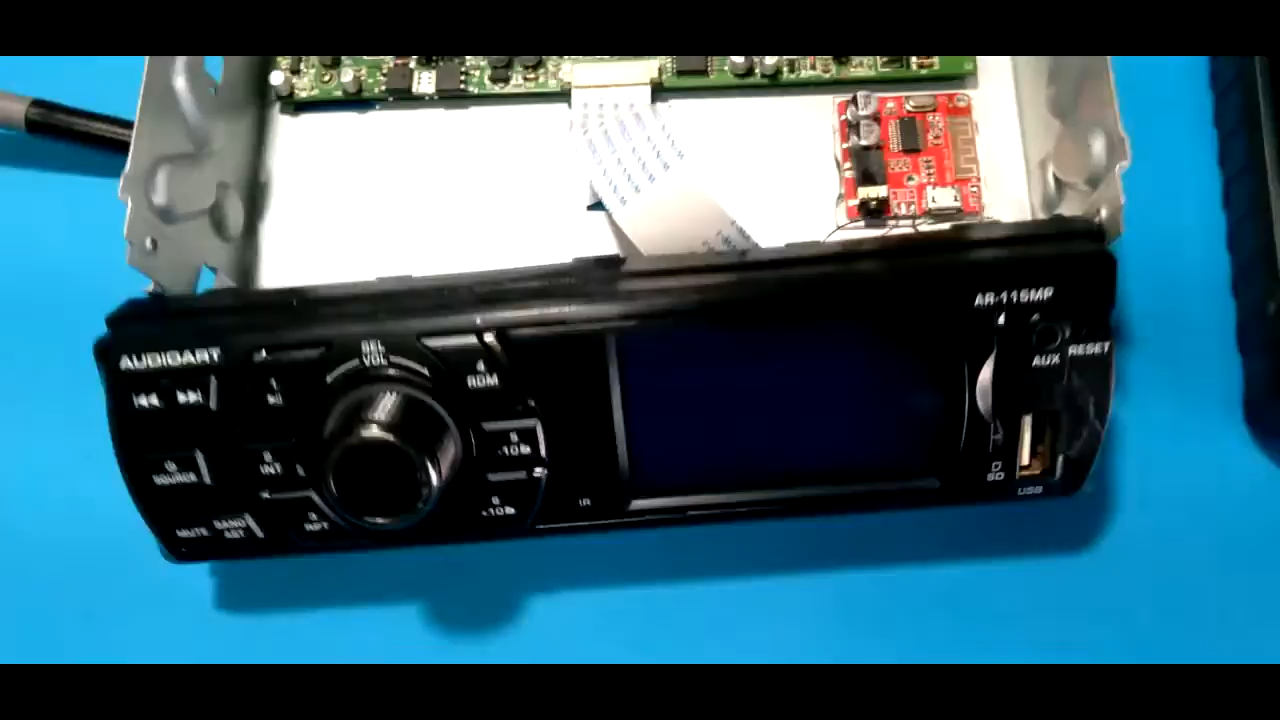 AR-115MP
AUDIOART
SEL
VOL
AUX
RESET
4
RDM
1
5
-10
2
INT
SOURCE
SD
USB
IR
6
+10
3
RPT
MUTE
BAND
AST